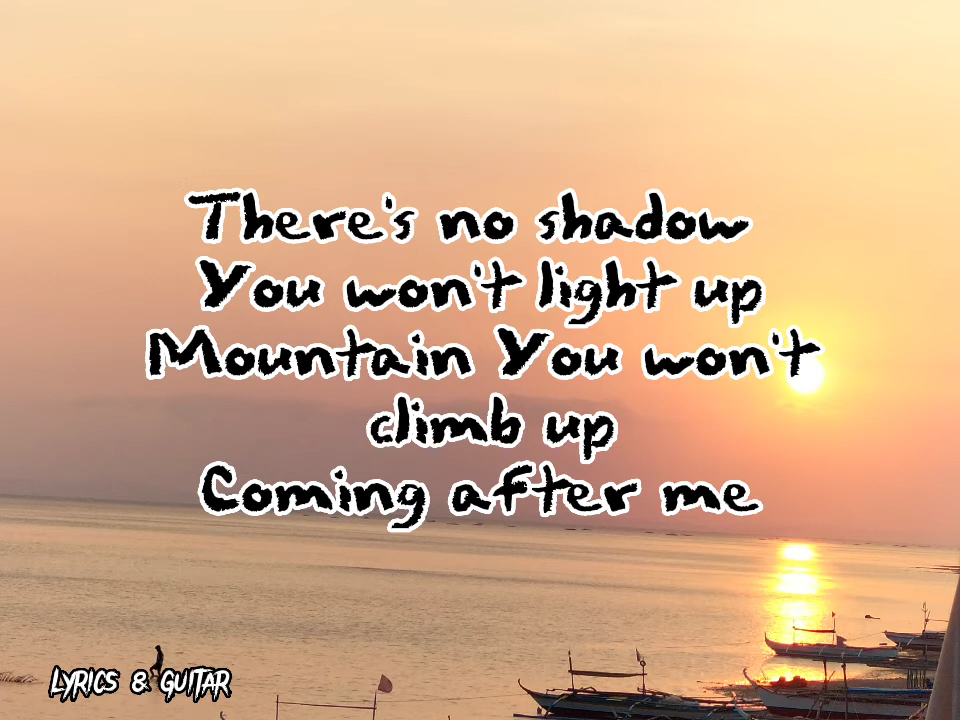 There's no shadow
You won't light up
Mountain You won't
climb up
Coming after me
LYRICS & GUITAR